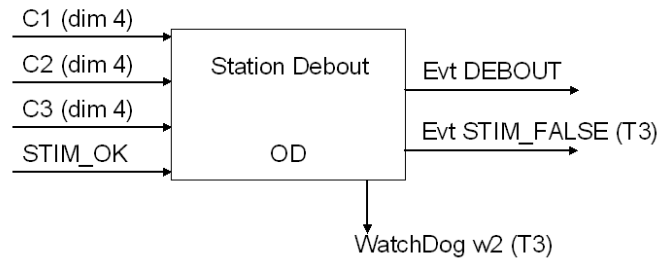 C1 (dim 4)
C2 (dim 4)
C3 (dim 4)
STIM_OK
Station Debout
OD
Evt DEBOUT
Evt STIM_FALSE (T3)
WatchDog w2 (T3)